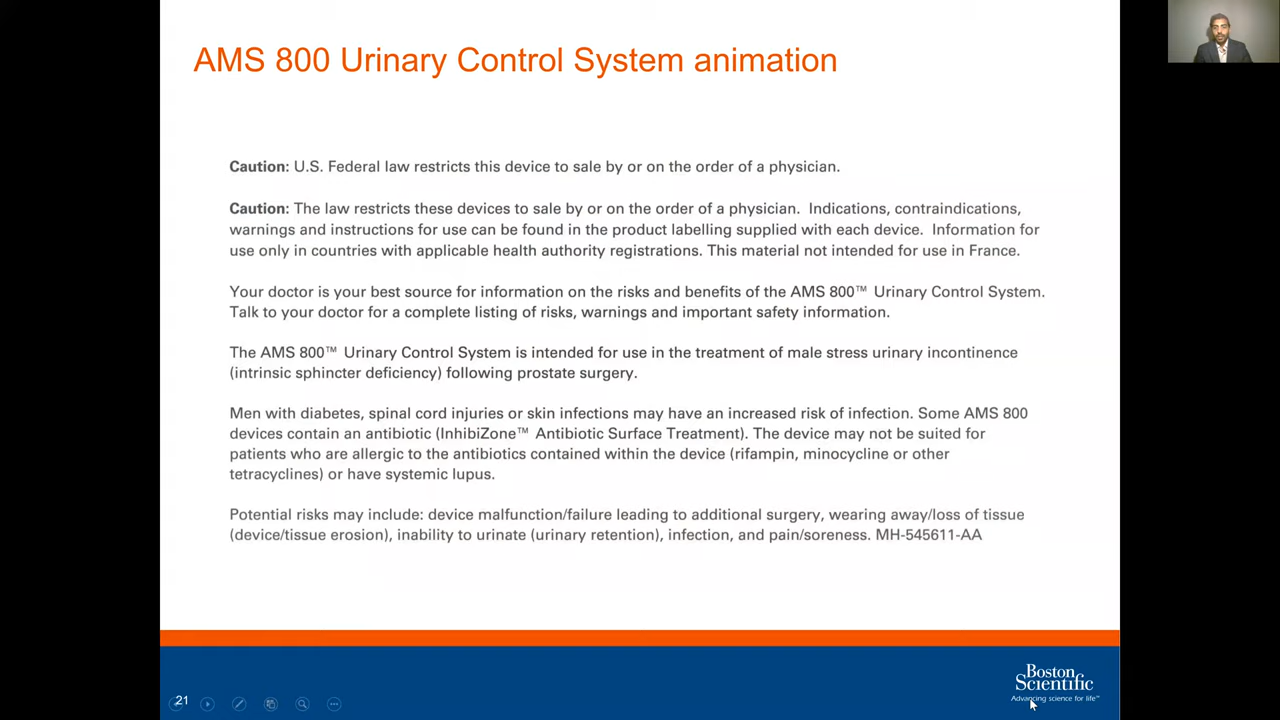 AMS 800 Urinary Control System animation
Caution: U.S. Federal law restricts this device to sale by or on the order of a physician.
Caution: The law restricts these devices to sale by or on the order of a physician. Indications, contraindications,
warnings and instructions for use can be found in the product labelling supplied with each device. Information for
use only in countries with applicable health authority registrations. This material not intended for use in France.
Your doctor is your best source for information on the risks and benefits of the AMS 800™ Urinary Control System.
Talk to your doctor for a complete listing of risks, warnings and important safety information.
The AMS 800™ Urinary Control System is intended for use in the treatment of male stress urinary incontinence
(intrinsic sphincter deficiency) following prostate surgery.
Men with diabetes, spinal cord injuries or skin infections may have an increased risk of infection. Some AMS 800
devices contain an antibiotic (InhibiZone™ Antibiotic Surface Treatment). The device may not be suited for
patients who are allergic to the antibiotics contained within the device (rifampin, minocycline or other
tetracyclines) or have systemic lupus.
Potential risks may include: device malfunction/failure leading to additional surgery, wearing away/loss of tissue
(device/tissue erosion), inability to urinate (urinary retention), infection, and pain/soreness. MH-545611-AA
21
Boston
Scientific
Advancing science for life™